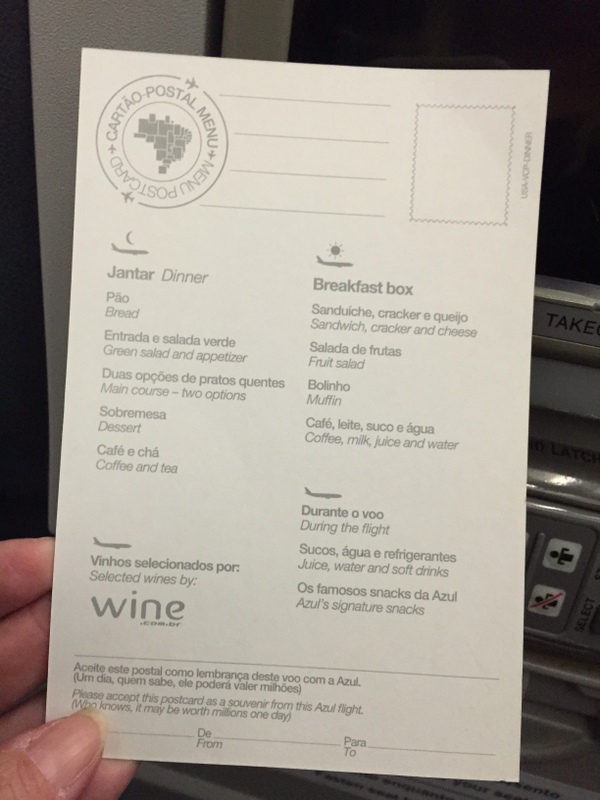 CARTÃO-POSTAL MENU
MENU POSTCARD
USA-VCP-DINNER
Jantar Dinner
Pão
Bread
Entrada e salada verde
Green salad and appetizer
Duas opções de pratos quentes
Main course – two options
Sobremesa
Dessert
Café e chá
Coffee and tea
Vinhos selecionados por:
Selected wines by:
wine
.com.br
Breakfast box
Sanduíche, cracker e queijo
Sandwich, cracker and cheese
Salada de frutas
Fruit salad
Bolinho
Muffin
Café, leite, suco e água
Coffee, milk, juice and water
Durante o voo
During the flight
Sucos, água e refrigerantes
Juice, water and soft drinks
Os famosos snacks da Azul
Azul's signature snacks
Aceite este postal como lembrança deste voo com a Azul.
(Um dia, quem sabe, ele poderá valer milhões)
Please accept this postcard as a souvenir from this Azul flight.
(Who knows, it may be worth millions one day)
De
From
Para
To
LATCH
SELECT